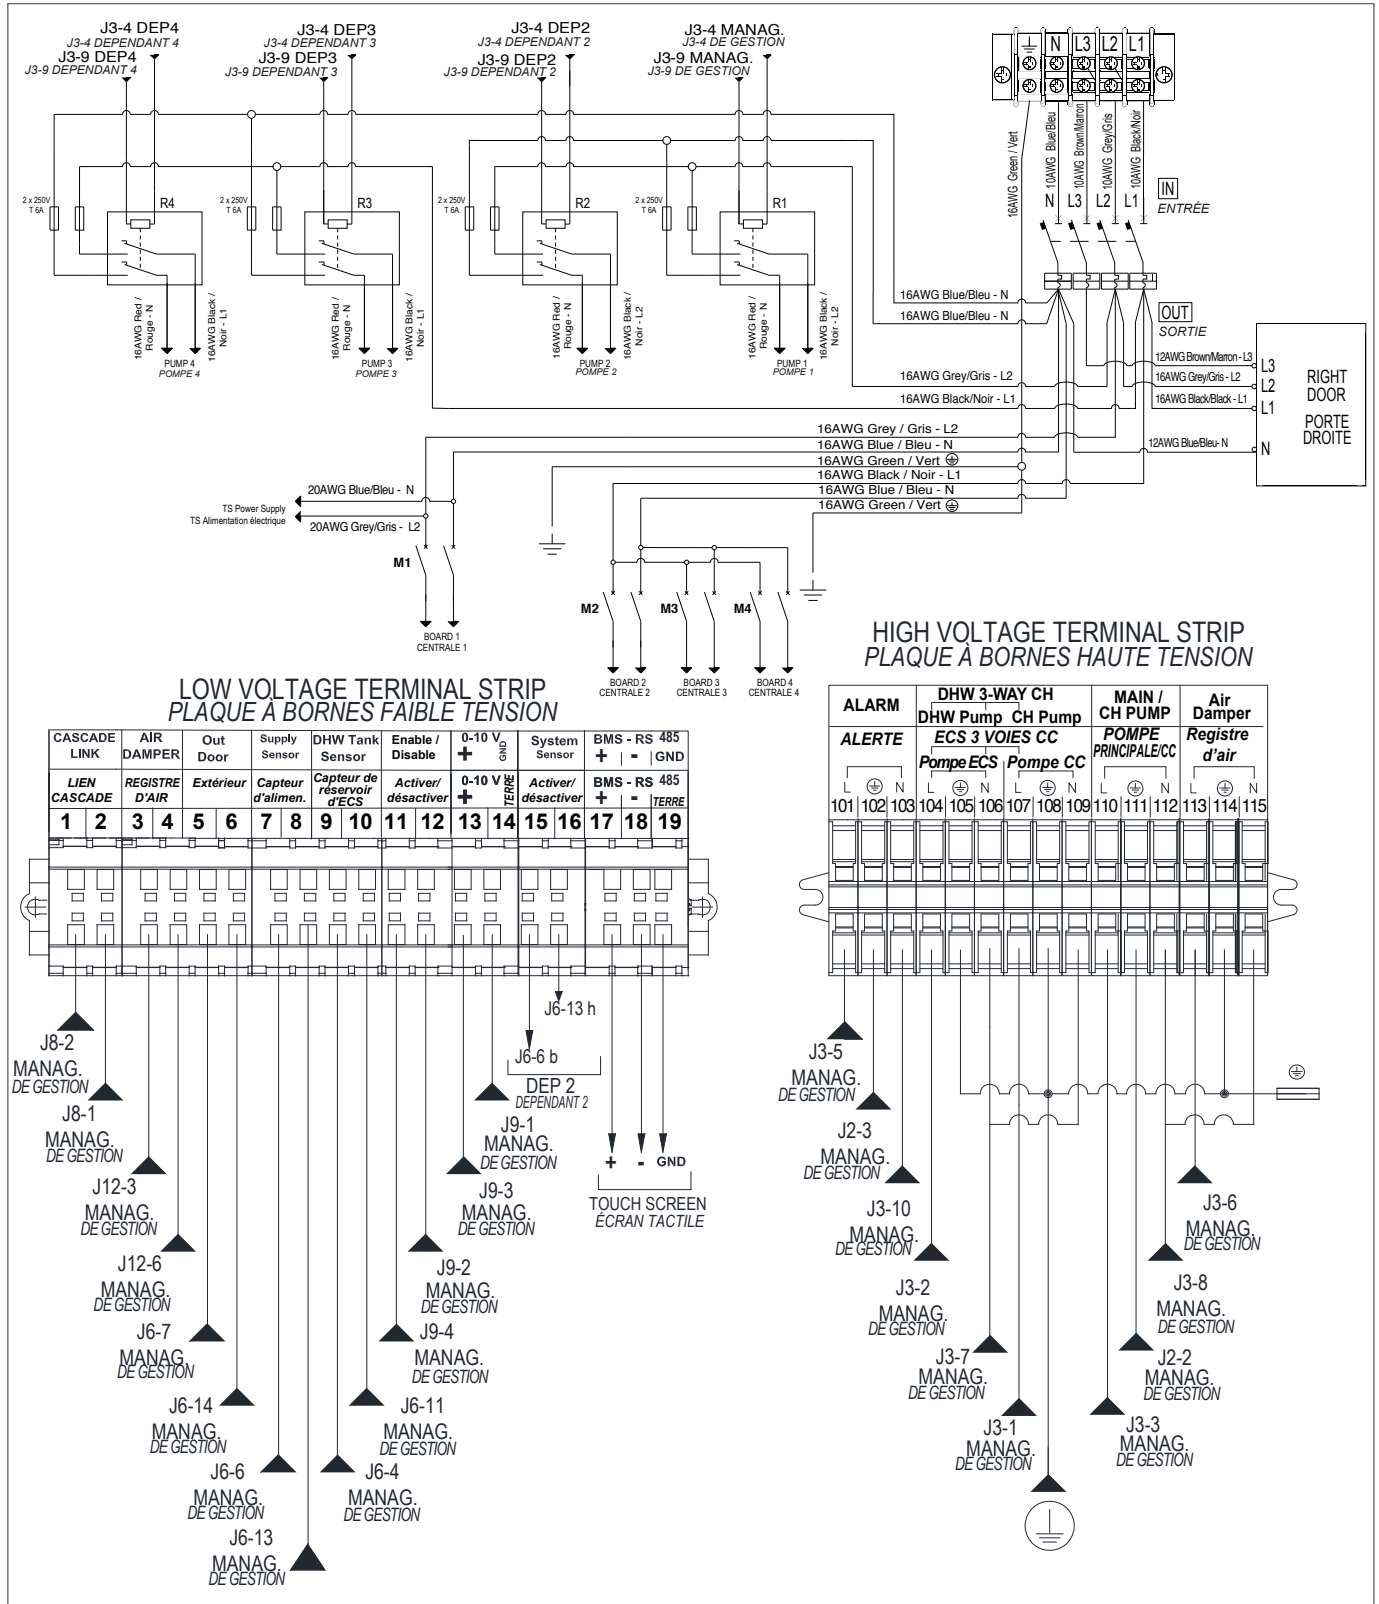 J3-4 DEP4
J3-4 DEPENDANT 4
J3-9 DEP4
J3-9 DEPENDANT 4
J3-4 DEP3
J3-4 DEPENDANT 3
J3-9 DEP3
J3-9 DEPENDANT 3
J3-4 DEP2
J3-4 DEPENDANT 2
J3-9 DEP2
J3-9 DEPENDANT 2
J3-4 MANAG.
J3-4 DE GESTION
J3-9 MANAG.
J3-9 DE GESTION
N L3 L2 L1
16AWG Green / Vert
10AWG Blue/Bleu
10AWG Brown/Marron
10AWG Grey/Gris
10AWG Black/Noir
N L3 L2 L1
IN
ENTRÉE
2 x 250V
T 6A
R4
2 x 250V
T 6A
R3
2 x 250V
T 6A
R2
2 x 250V
T 6A
R1
16AWG Red /
Rouge - N
16AWG Black /
Noir - L1
PUMP 4
POMPE 4
16AWG Red /
Rouge - N
16AWG Black /
Noir - L1
PUMP 3
POMPE 3
16AWG Red /
Rouge - N
16AWG Black/
Noir - L2
PUMP 2
POMPE 2
16AWG Red /
Rouge - N
16AWG Black /
Noir - L2
PUMP 1
POMPE 1
16AWG Blue/Bleu - N
16AWG Blue/Bleu - N
OUT
SORTIE
16AWG Grey/Gris - L2
16AWG Black/Noir - L1
12AWG Brown/Marron - L3
16AWG Grey/Gris - L2
16AWG Black/Black - L1
12AWG Blue/Bleu- N
L3
L2
L1
N
RIGHT
DOOR
PORTE
DROITE
16AWG Grey / Gris - L2
16AWG Blue / Bleu - N
16AWG Green / Vert
16AWG Black / Noir - L1
16AWG Blue / Bleu - N
16AWG Green / Vert
20AWG Blue/Bleu - N
TS Power Supply
TS Alimentation électrique
20AWG Grey/Gris - L2
M1
BOARD 1
CENTRALE 1
M2
M3
M4
BOARD 2
CENTRALE 2
BOARD 3
CENTRALE 3
BOARD 4
CENTRALE 4
LOW VOLTAGE TERMINAL STRIP
PLAQUE À BORNES FAIBLE TENSION
CASCADE
LINK
AIR
DAMPER
Out
Door
Supply
Sensor
DHW Tank
Sensor
Enable /
Disable
0-10 V
+
GND
System
Sensor
BMS - RS 485
+ - GND
LIEN
CASCADE
REGISTRE
D'AIR
Extérieur
Capteur
d'alimen.
Capteur de
réservoir
d'ECS
Activer/
désactiver
0-10 V
+
TERRE
Activer/
désactiver
BMS - RS 485
+ - TERRE
1 2 3 4 5 6 7 8 9 10 11 12 13 14 15 16 17 18 19
J8-2
MANAG.
DE GESTION
J8-1
MANAG.
DE GESTION
J12-3
MANAG.
DE GESTION
J12-6
MANAG.
DE GESTION
J6-7
MANAG.
DE GESTION
J6-14
MANAG.
DE GESTION
J6-6
MANAG.
DE GESTION
J6-13
MANAG.
DE GESTION
J6-4
MANAG.
DE GESTION
J6-11
MANAG.
DE GESTION
J9-4
MANAG.
DE GESTION
J9-2
MANAG.
DE GESTION
J9-3
MANAG.
DE GESTION
J9-1
MANAG.
DE GESTION
J6-13 h
J6-6 b
DEP 2
DEPENDANT 2
+ - GND
TOUCH SCREEN
ÉCRAN TACTILE
HIGH VOLTAGE TERMINAL STRIP
PLAQUE À BORNES HAUTE TENSION
ALARM
ALERTE
DHW 3-WAY CH
DHW Pump CH Pump
ECS 3 VOIES CC
Pompe ECS Pompe CC
MAIN /
CH PUMP
POMPE
PRINCIPALE/CC
Air
Damper
Registre
d'air
L N L N L N L N L N
101 102 103 104 105 106 107 108 109 110 111 112 113 114 115
J3-5
MANAG.
DE GESTION
J2-3
MANAG.
DE GESTION
J3-10
MANAG.
DE GESTION
J3-2
MANAG.
DE GESTION
J3-7
MANAG.
DE GESTION
J3-1
MANAG.
DE GESTION
J3-3
MANAG.
DE GESTION
J2-2
MANAG.
DE GESTION
J3-8
MANAG.
DE GESTION
J3-6
MANAG.
DE GESTION